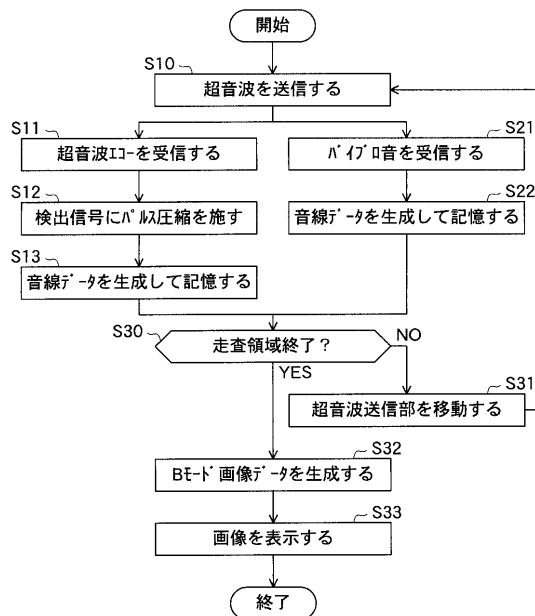 開始
S10
超音波を送信する
S11
超音波ｴｺｰを受信する
S21
ﾊﾞｲﾌﾞﾛ音を受信する
S12
検出信号にﾊﾟﾙｽ圧縮を施す
S22
音線ﾃﾞｰﾀを生成して記憶する
S13
音線ﾃﾞｰﾀを生成して記憶する
S30
走査領域終了？
NO
YES
S31
超音波送信部を移動する
S32
Bﾓｰﾄﾞ画像ﾃﾞｰﾀを生成する
S33
画像を表示する
終了